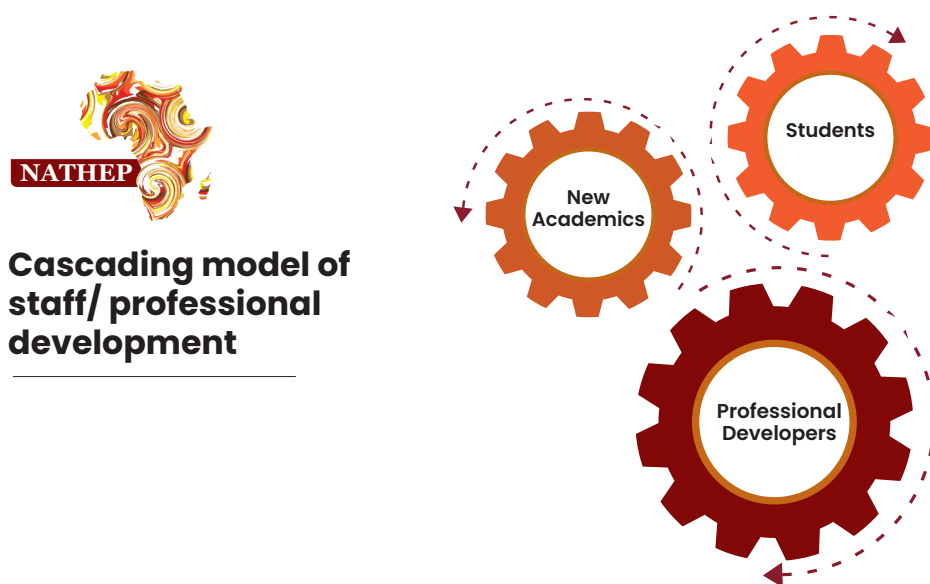 NATHEP
Cascading model of
staff/ professional
development
New
Academics
Students
Professional
Developers